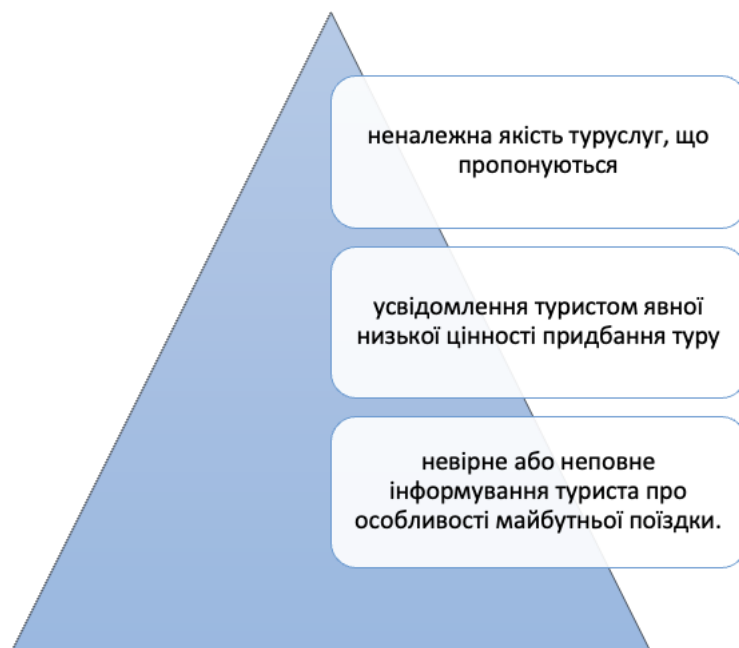 неналежна якість турслуг, що
пропонуються
усвідомлення туристом явної
низької цінності придбання туру
невірне або неповне
інформування туриста про
особливості майбутньої поїздки.